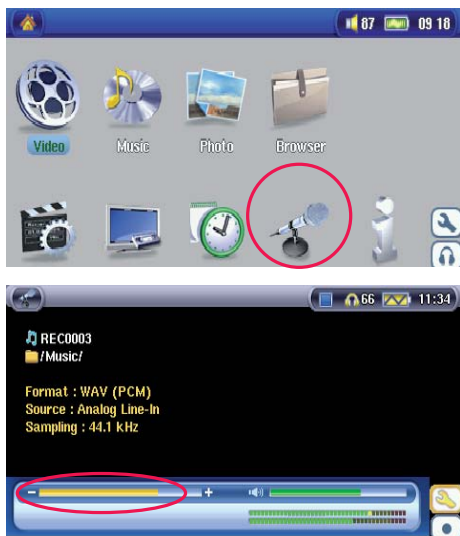 87 09 18
Video Music Photo Browser
66 11:34
REC0003
/Music/
Format : WAV (PCM)
Source : Analog Line-In
Sampling : 44.1 kHz
- +